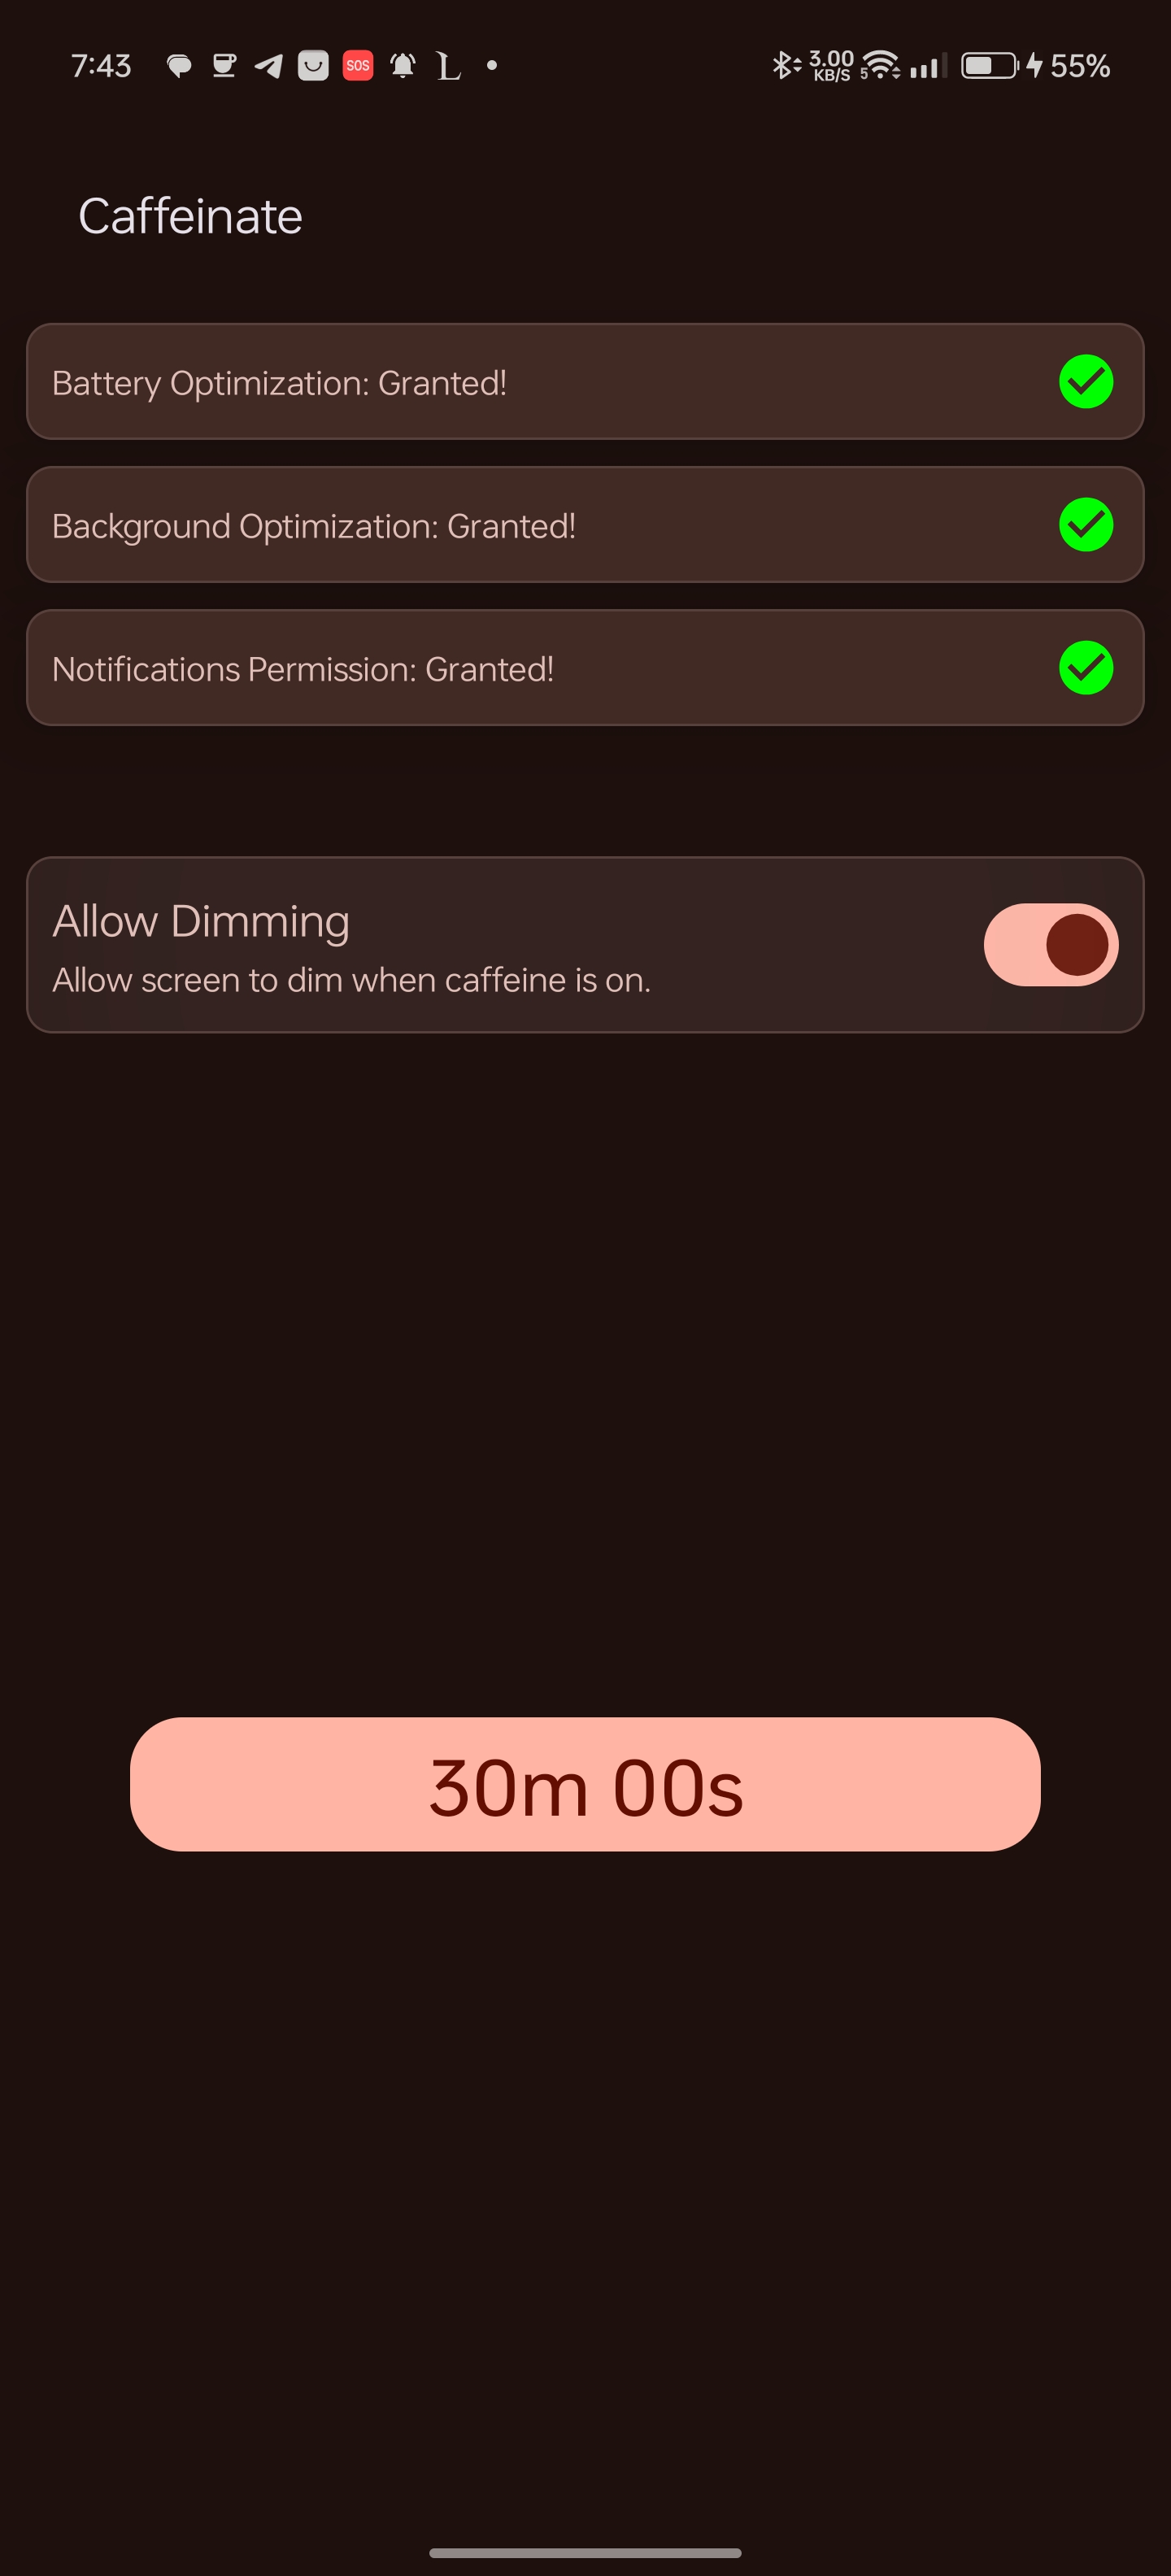 7:43 SOS L 3.00 KB/S 5 55%
Caffeinate
Battery Optimization: Granted!
Background Optimization: Granted!
Notifications Permission: Granted!
Allow Dimming
Allow screen to dim when caffeine is on.
30m 00s